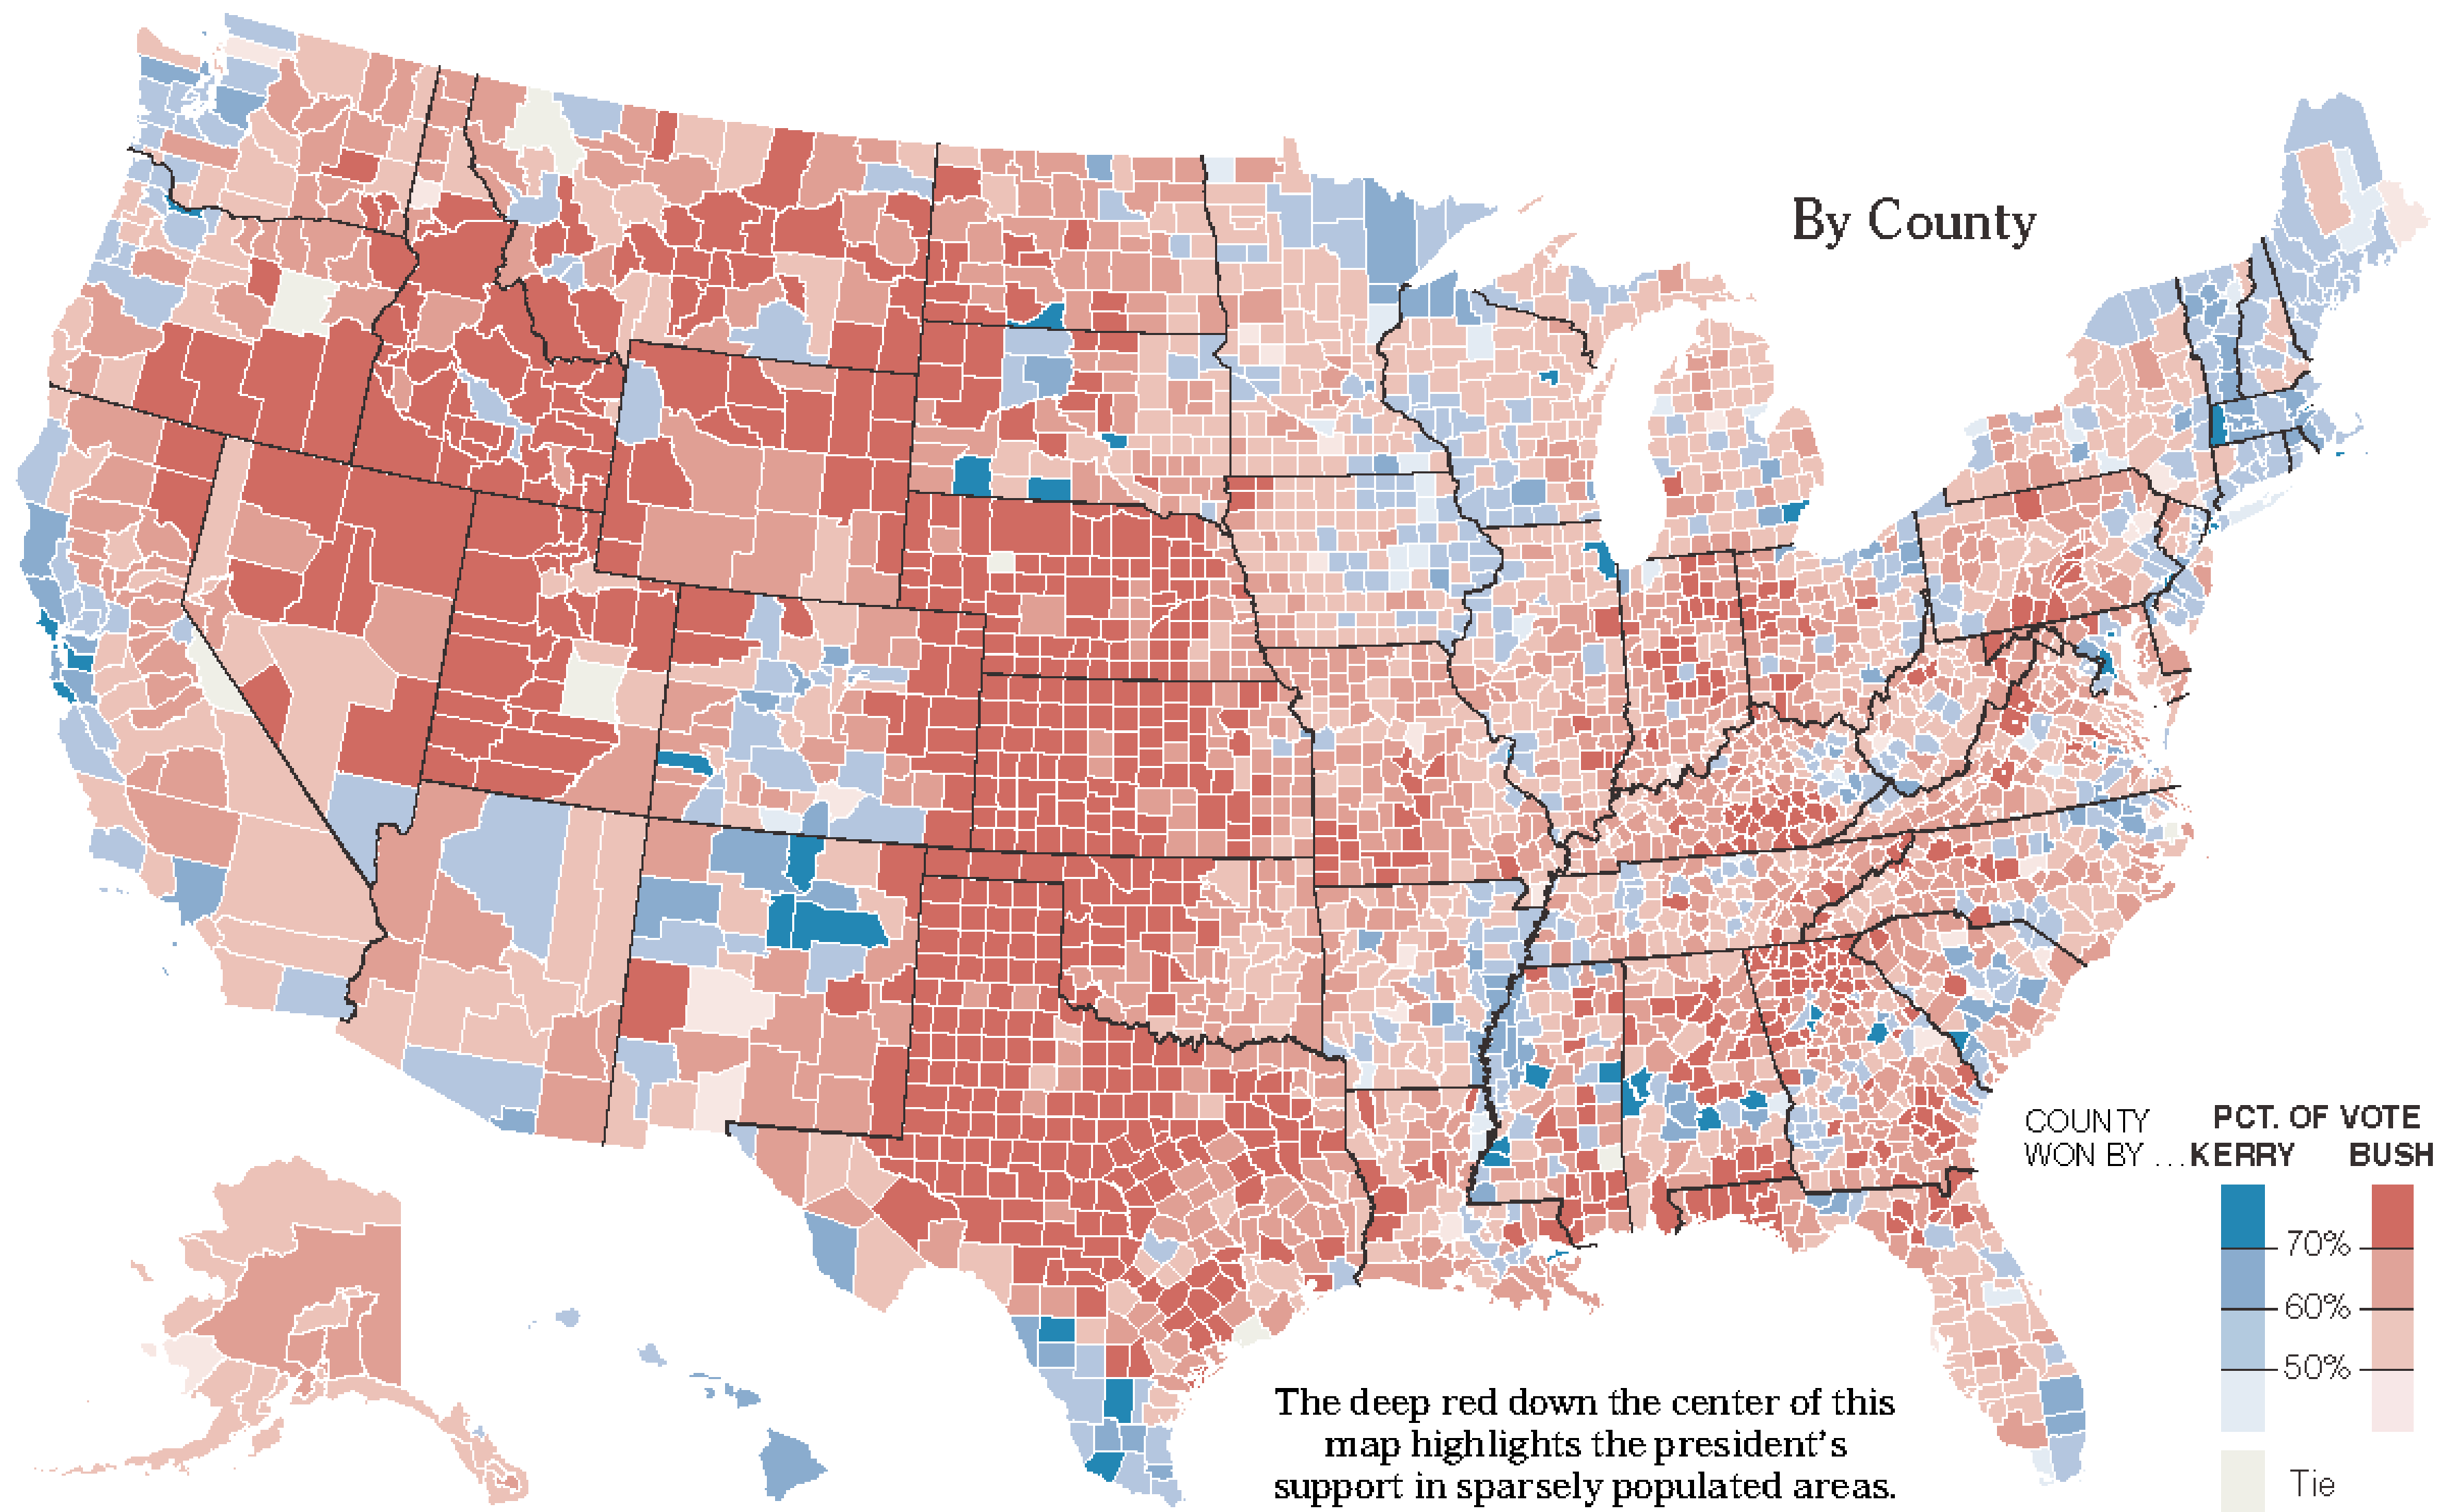 By County
COUNTY PCT. OF VOTE
WON BY ... KERRY BUSH
70%
60%
50%
Tie
The deep red down the center of this
map highlights the president's
support in sparsely populated areas.